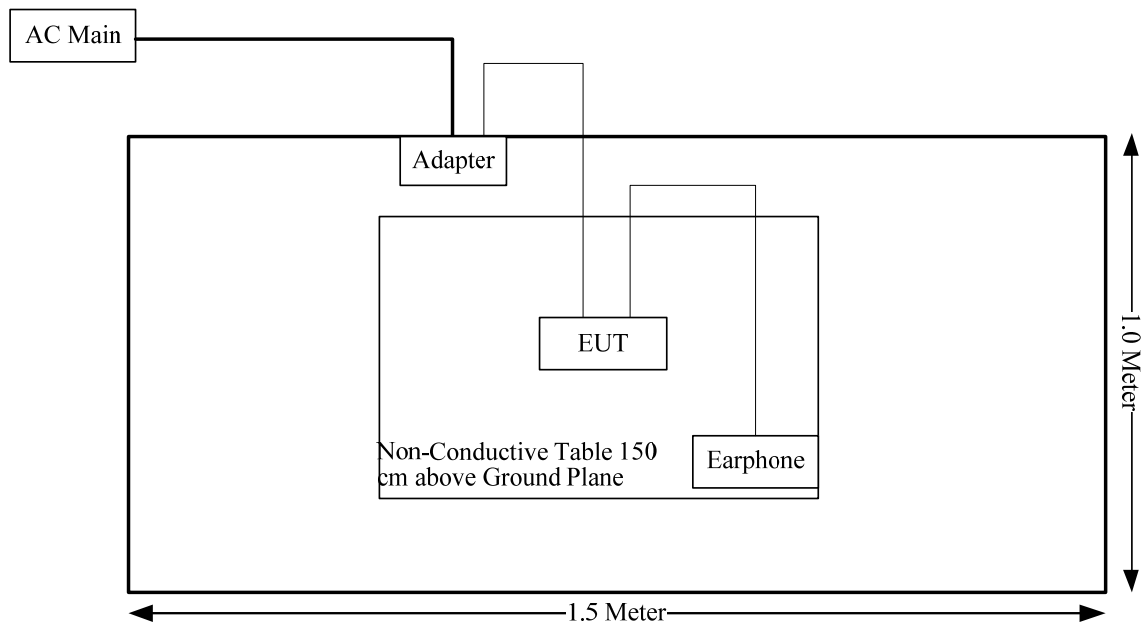 AC Main
Adapter
EUT
Non-Conductive Table 150
cm above Ground Plane
Earphone
1.0 Meter
1.5 Meter